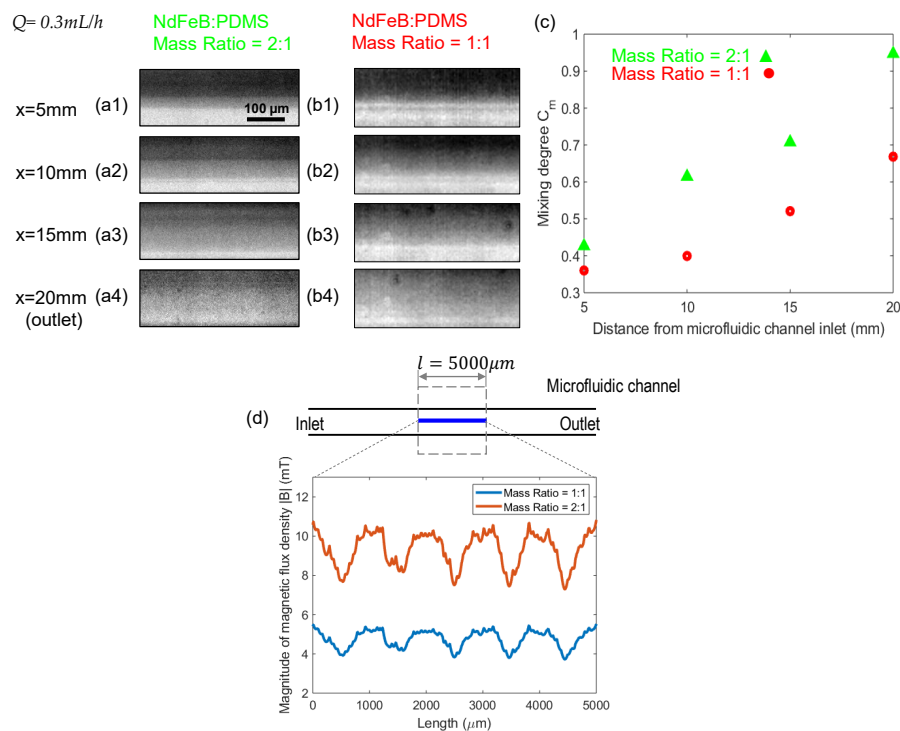 Q= 0.3mL/h
NdFeB:PDMS
Mass Ratio = 2:1
NdFeB:PDMS
Mass Ratio = 1:1
x=5mm
(a1)
100 µm
(b1)
x=10mm
(a2)
(b2)
x=15mm
(a3)
(b3)
x=20mm
(outlet)
(a4)
(b4)
(c)
Mixing degree Cm
1
0.9
0.8
0.7
0.6
0.5
0.4
0.3
Mass Ratio = 2:1
Mass Ratio = 1:1
5
10
15
20
Distance from microfluidic channel inlet (mm)
l = 5000μm
Microfluidic channel
(d)
Inlet
Outlet
Magnitude of magnetic flux density |B| (mT)
12
10
8
6
4
2
Mass Ratio = 1:1
Mass Ratio = 2:1
0
1000
2000
3000
4000
5000
Length (μm)